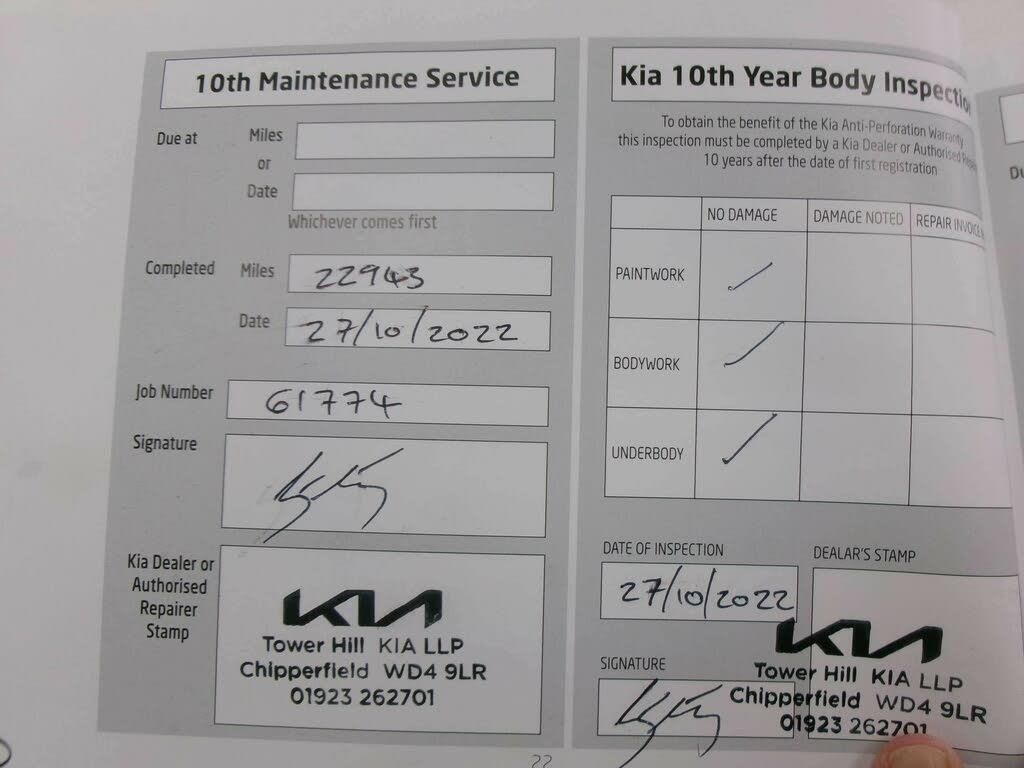 10th Maintenance Service
Due at Miles
or
Date
Whichever comes first
Completed Miles 22943
Date 27/10/2022
Job Number 61774
Signature
Kia Dealer or
Authorised
Repairer
Stamp
KIA
Tower Hill KIA LLP
Chipperfield WD4 9LR
01923 262701
Kia 10th Year Body Inspectio
To obtain the benefit of the Kia Anti-Perforation Warranty
this inspection must be completed by a Kia Dealer or Authorised
10 years after the date of first registration
NO DAMAGE DAMAGE NOTED REPAIR INVOICE
PAINTWORK
BODYWORK
UNDERBODY
DATE OF INSPECTION
27/10/2022
DEALAR'S STAMP
SIGNATURE
KIA
Tower Hill KIA LLP
Chipperfield WD4 9LR
01923 262701
22